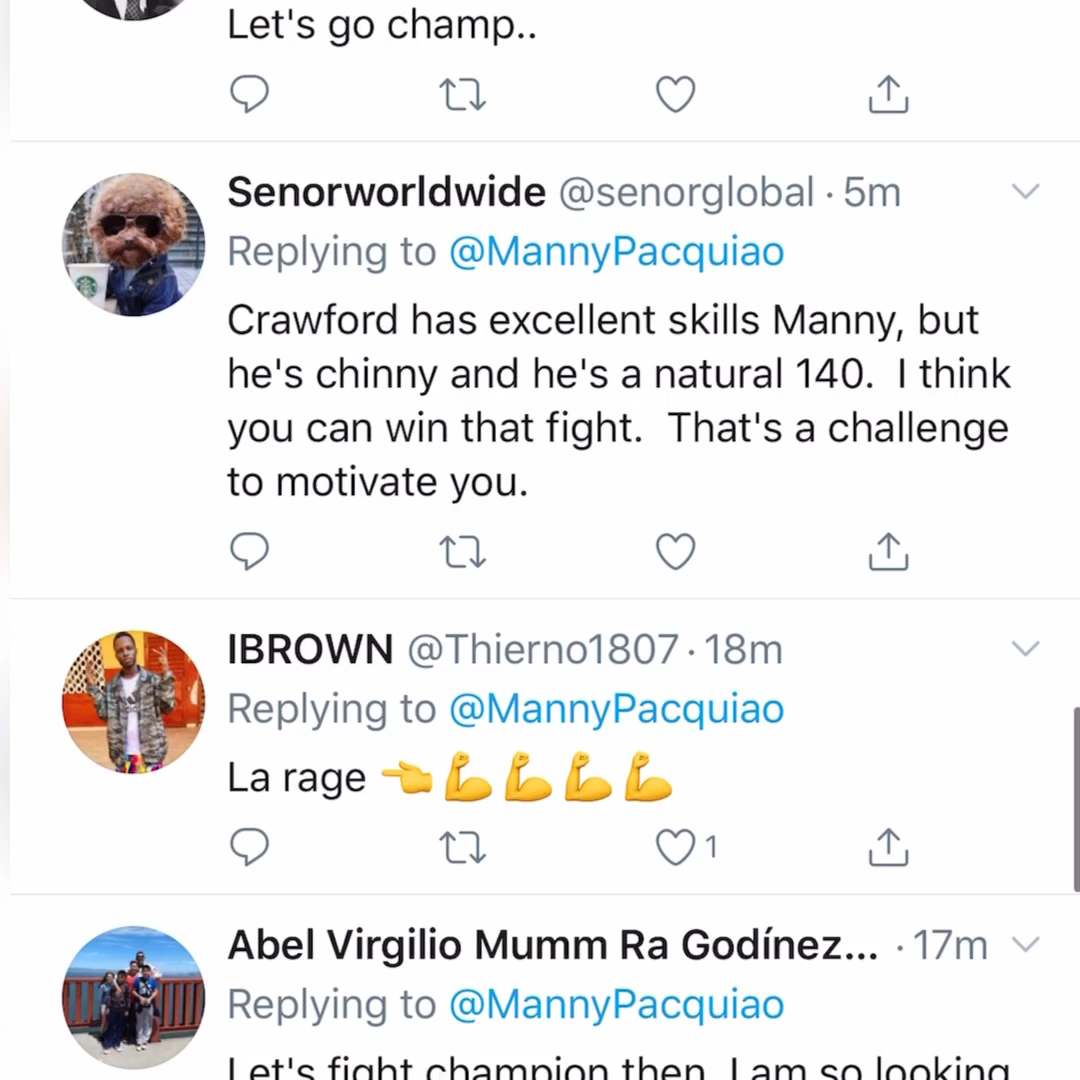 Let's go champ..
Senorworldwide @senorglobal · 5m
Replying to @MannyPacquiao
Crawford has excellent skills Manny, but
he's chinny and he's a natural 140.  I think
you can win that fight.  That's a challenge
to motivate you.
IBROWN @Thierno1807 · 18m
Replying to @MannyPacquiao
La rage 👈💪💪💪💪
1
Abel Virgilio Mumm Ra Godínez... · 17m
Replying to @MannyPacquiao
Let's fight champion then. I am so looking